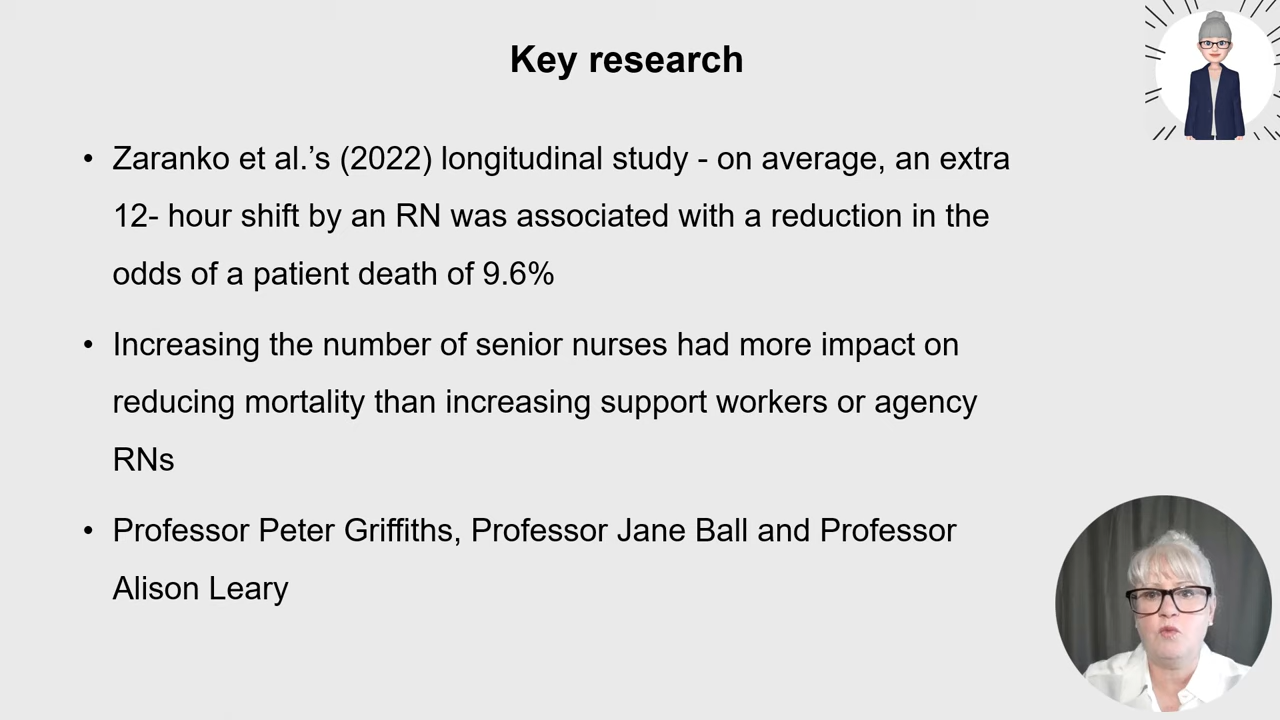 Key research
• Zaranko et al.’s (2022) longitudinal study - on average, an extra
12- hour shift by an RN was associated with a reduction in the
odds of a patient death of 9.6%
• Increasing the number of senior nurses had more impact on
reducing mortality than increasing support workers or agency
RNs
• Professor Peter Griffiths, Professor Jane Ball and Professor
Alison Leary